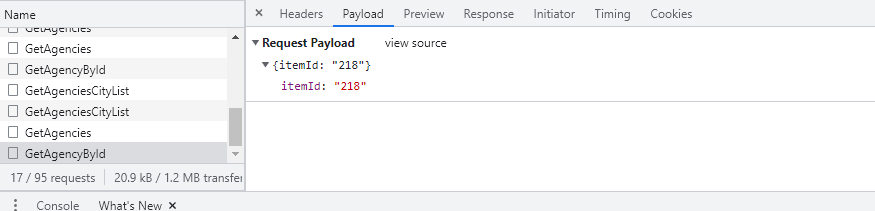 Name
GetAgencies
GetAgencies
GetAgencyById
GetAgenciesCityList
GetAgenciesCityList
GetAgencies
GetAgencyById
17 / 95 requests 20.9 kB / 1.2 MB transfer
× Headers Payload Preview Response Initiator Timing Cookies
▼ Request Payload view source
▼ {itemId: "218"}
itemId: "218"
⋮ Console What's New ×